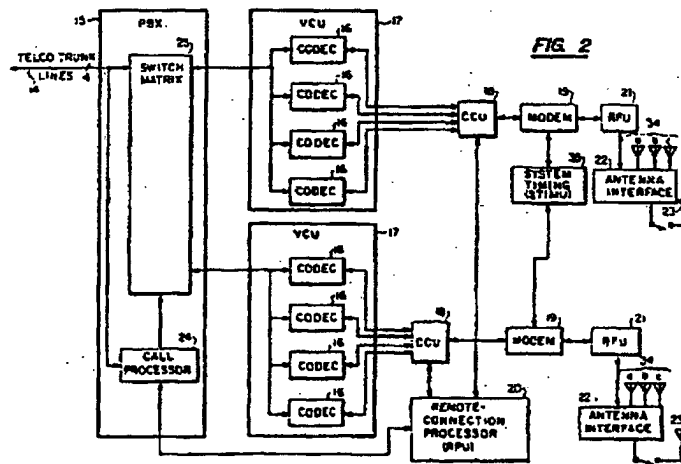 FIG. 2
15
PBX
25
SWITCH
MATRIX
TELCO TRUNK
LINES
4
14
CALL
PROCESSOR
24
VCU
17
16
CODEC
16
CODEC
16
CODEC
16
CODEC
VCU
17
16
CODEC
16
CODEC
16
CODEC
16
CODEC
18
CCU
19
MODEM
21
RFU
34
A B C
22
ANTENNA
INTERFACE
23
35
SYSTEM
TIMING
(STIMU)
18
CCU
19
MODEM
21
RFU
34
A B C
22
ANTENNA
INTERFACE
23
20
REMOTE-
CONNECTION
PROCESSOR
(RPU)